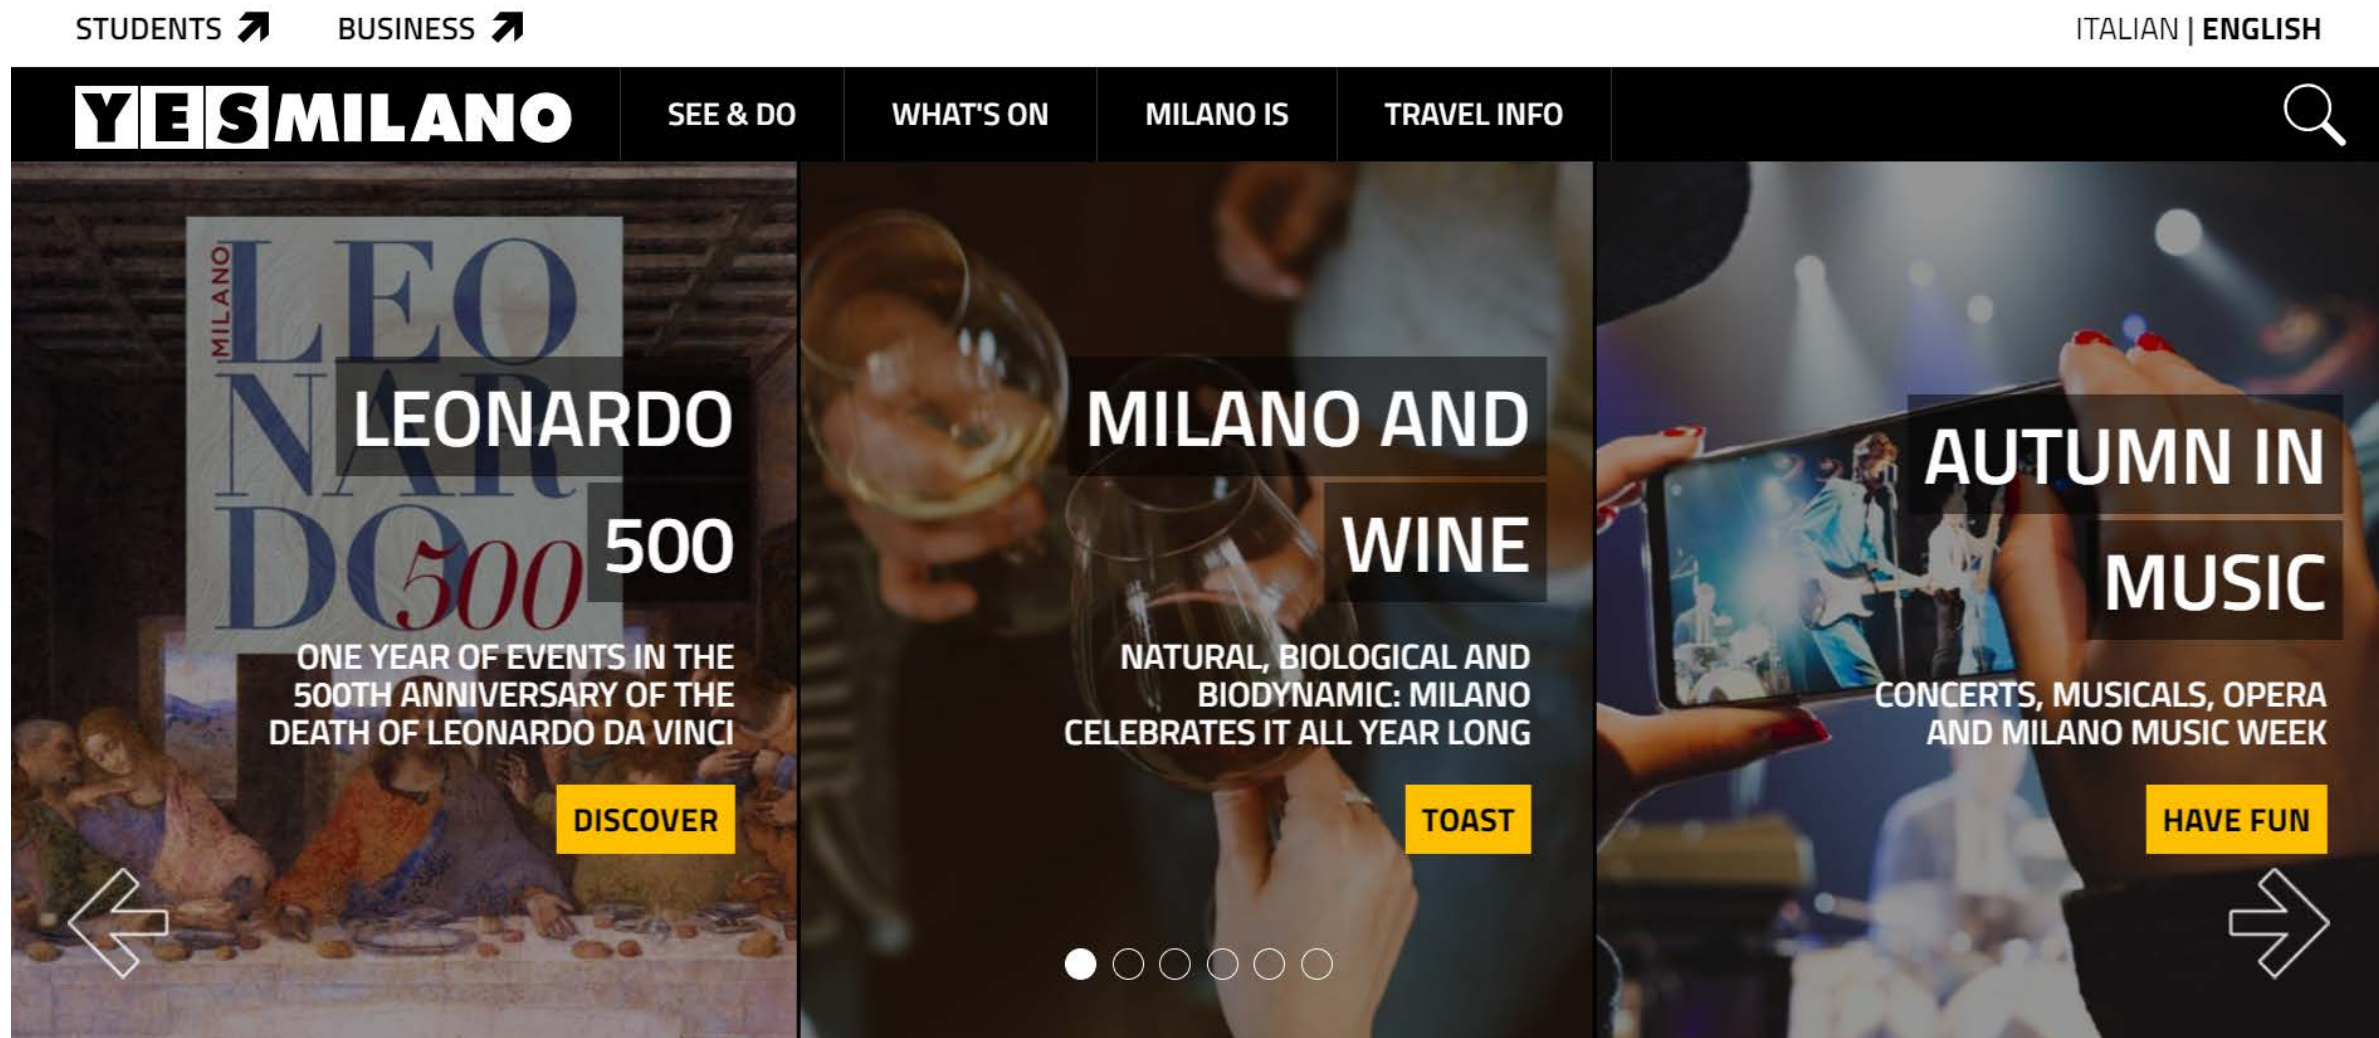 STUDENTS
BUSINESS
ITALIAN | ENGLISH
YESMILANO
SEE & DO
WHAT'S ON
MILANO IS
TRAVEL INFO
MILANO
LEO
NAR
DO500
LEONARDO
500
ONE YEAR OF EVENTS IN THE
500TH ANNIVERSARY OF THE
DEATH OF LEONARDO DA VINCI
DISCOVER
MILANO AND
WINE
NATURAL, BIOLOGICAL AND
BIODYNAMIC: MILANO
CELEBRATES IT ALL YEAR LONG
TOAST
AUTUMN IN
MUSIC
CONCERTS, MUSICALS, OPERA
AND MILANO MUSIC WEEK
HAVE FUN